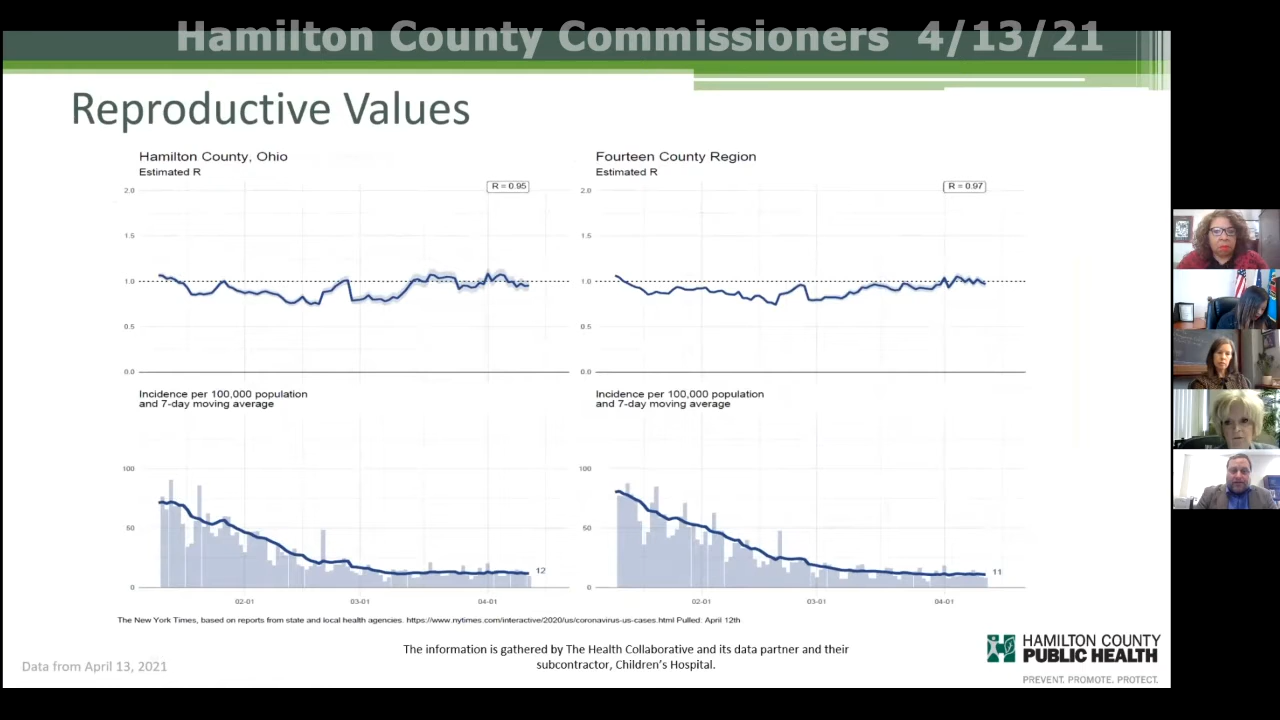 Hamilton County Commissioners 4/13/21
Reproductive Values
Hamilton County, Ohio
Estimated R
R = 0.95
2.0
1.5
1.0
0.5
0.0
Incidence per 100,000 population
and 7-day moving average
100
50
0
12
02-01
03-01
04-01
Fourteen County Region
Estimated R
R = 0.97
2.0
1.5
1.0
0.5
0.0
Incidence per 100,000 population
and 7-day moving average
100
50
0
11
02-01
03-01
04-01
The New York Times, based on reports from state and local health agencies. https://www.nytimes.com/interactive/2020/us/coronavirus-us-cases.html Pulled: April 12th
The information is gathered by The Health Collaborative and its data partner and their
subcontractor, Children's Hospital.
Data from April 13, 2021
HAMILTON COUNTY
PUBLIC HEALTH
PREVENT. PROMOTE. PROTECT.